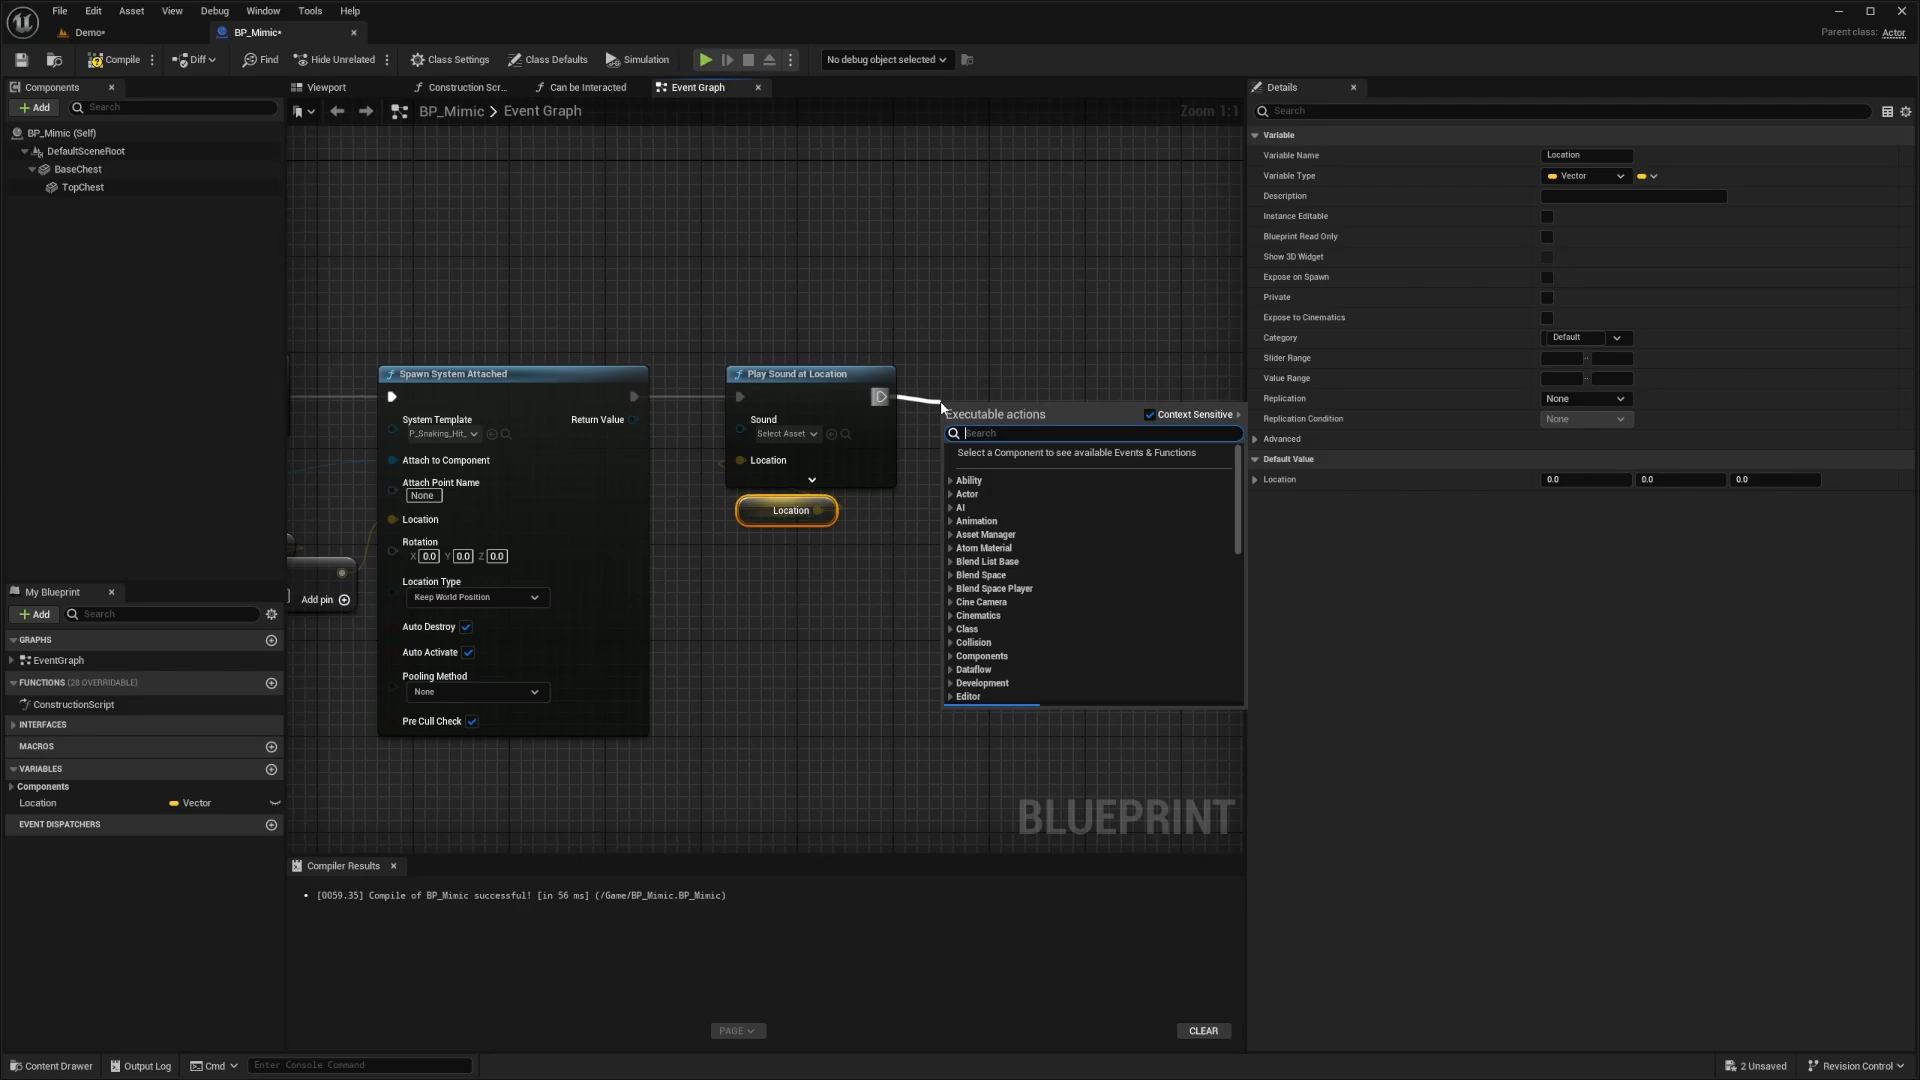 File Edit Asset View Debug Window Tools Help
Demo*
BP_Mimic*
Parent class: Actor
Compile
Diff
Find
Hide Unrelated
Class Settings
Class Defaults
Simulation
No debug object selected
Components
Add
Search
BP_Mimic (Self)
DefaultSceneRoot
BaseChest
TopChest
My Blueprint
Add
Search
GRAPHS
EventGraph
FUNCTIONS (28 OVERRIDABLE)
ConstructionScript
INTERFACES
MACROS
VARIABLES
Components
Location Vector
EVENT DISPATCHERS
Viewport
Construction Scr...
Can be Interacted
Event Graph
BP_Mimic > Event Graph
Zoom 1:1
Add pin
Spawn System Attached
System Template
P_Snaking_Hit_
Return Value
Attach to Component
Attach Point Name
None
Location
Rotation
X 0.0 Y 0.0 Z 0.0
Location Type
Keep World Position
Auto Destroy
Auto Activate
Pooling Method
None
Pre Cull Check
Play Sound at Location
Sound
Select Asset
Location
Location
Executable actions
Context Sensitive
Search
Select a Component to see available Events & Functions
Ability
Actor
AI
Animation
Asset Manager
Atom Material
Blend List Base
Blend Space
Blend Space Player
Cine Camera
Cinematics
Class
Collision
Components
Dataflow
Development
Editor
BLUEPRINT
Compiler Results
• [0059.35] Compile of BP_Mimic successful! [in 56 ms] (/Game/BP_Mimic.BP_Mimic)
PAGE
CLEAR
Details
Search
Variable
Variable Name Location
Variable Type Vector
Description
Instance Editable
Blueprint Read Only
Show 3D Widget
Expose on Spawn
Private
Expose to Cinematics
Category Default
Slider Range
Value Range
Replication None
Replication Condition None
Advanced
Default Value
Location 0.0 0.0 0.0
Content Drawer
Output Log
Cmd
Enter Console Command
2 Unsaved
Revision Control